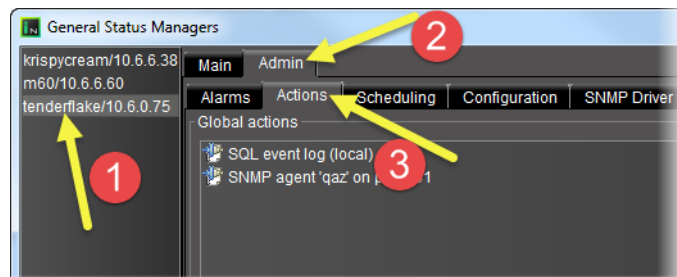 General Status Managers
krispycream/10.6.6.38
m60/10.6.6.60
tenderflake/10.6.0.75
Main Admin
Alarms Actions Scheduling Configuration SNMP Driver
Global actions
SQL event log (local)
SNMP agent 'qaz' on
1
2
3